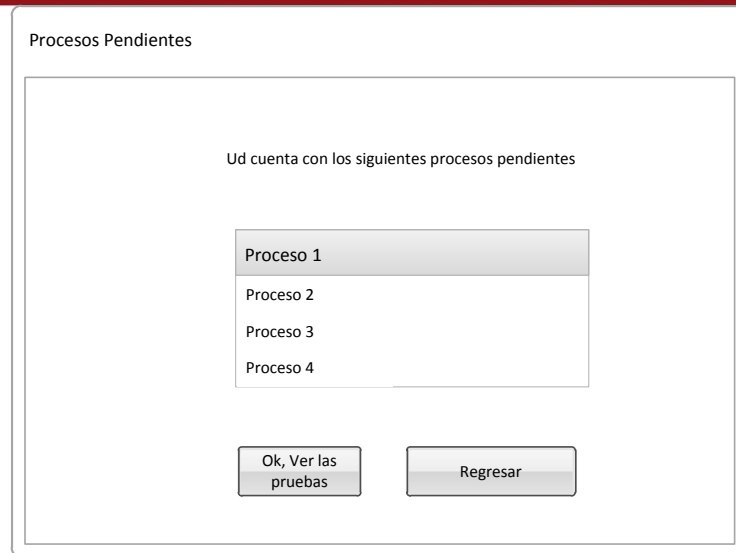 Procesos Pendientes
Ud cuenta con los siguientes procesos pendientes
Proceso 1
Proceso 2
Proceso 3
Proceso 4
Ok, Ver las
pruebas
Regresar